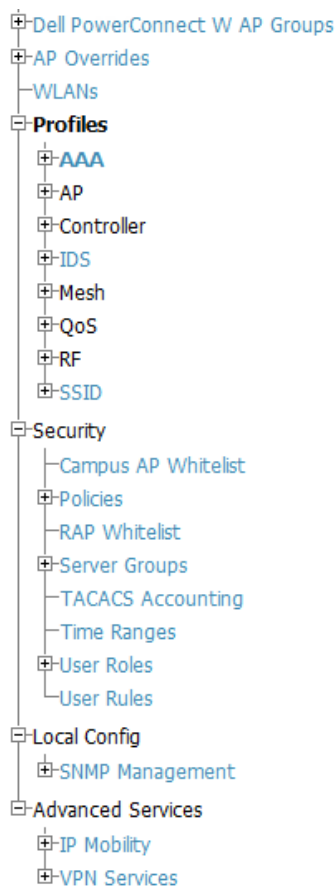 Dell PowerConnect W AP Groups
AP Overrides
WLANs
Profiles
AAA
AP
Controller
IDS
Mesh
QoS
RF
SSID
Security
Campus AP Whitelist
Policies
RAP Whitelist
Server Groups
TACACS Accounting
Time Ranges
User Roles
User Rules
Local Config
SNMP Management
Advanced Services
IP Mobility
VPN Services